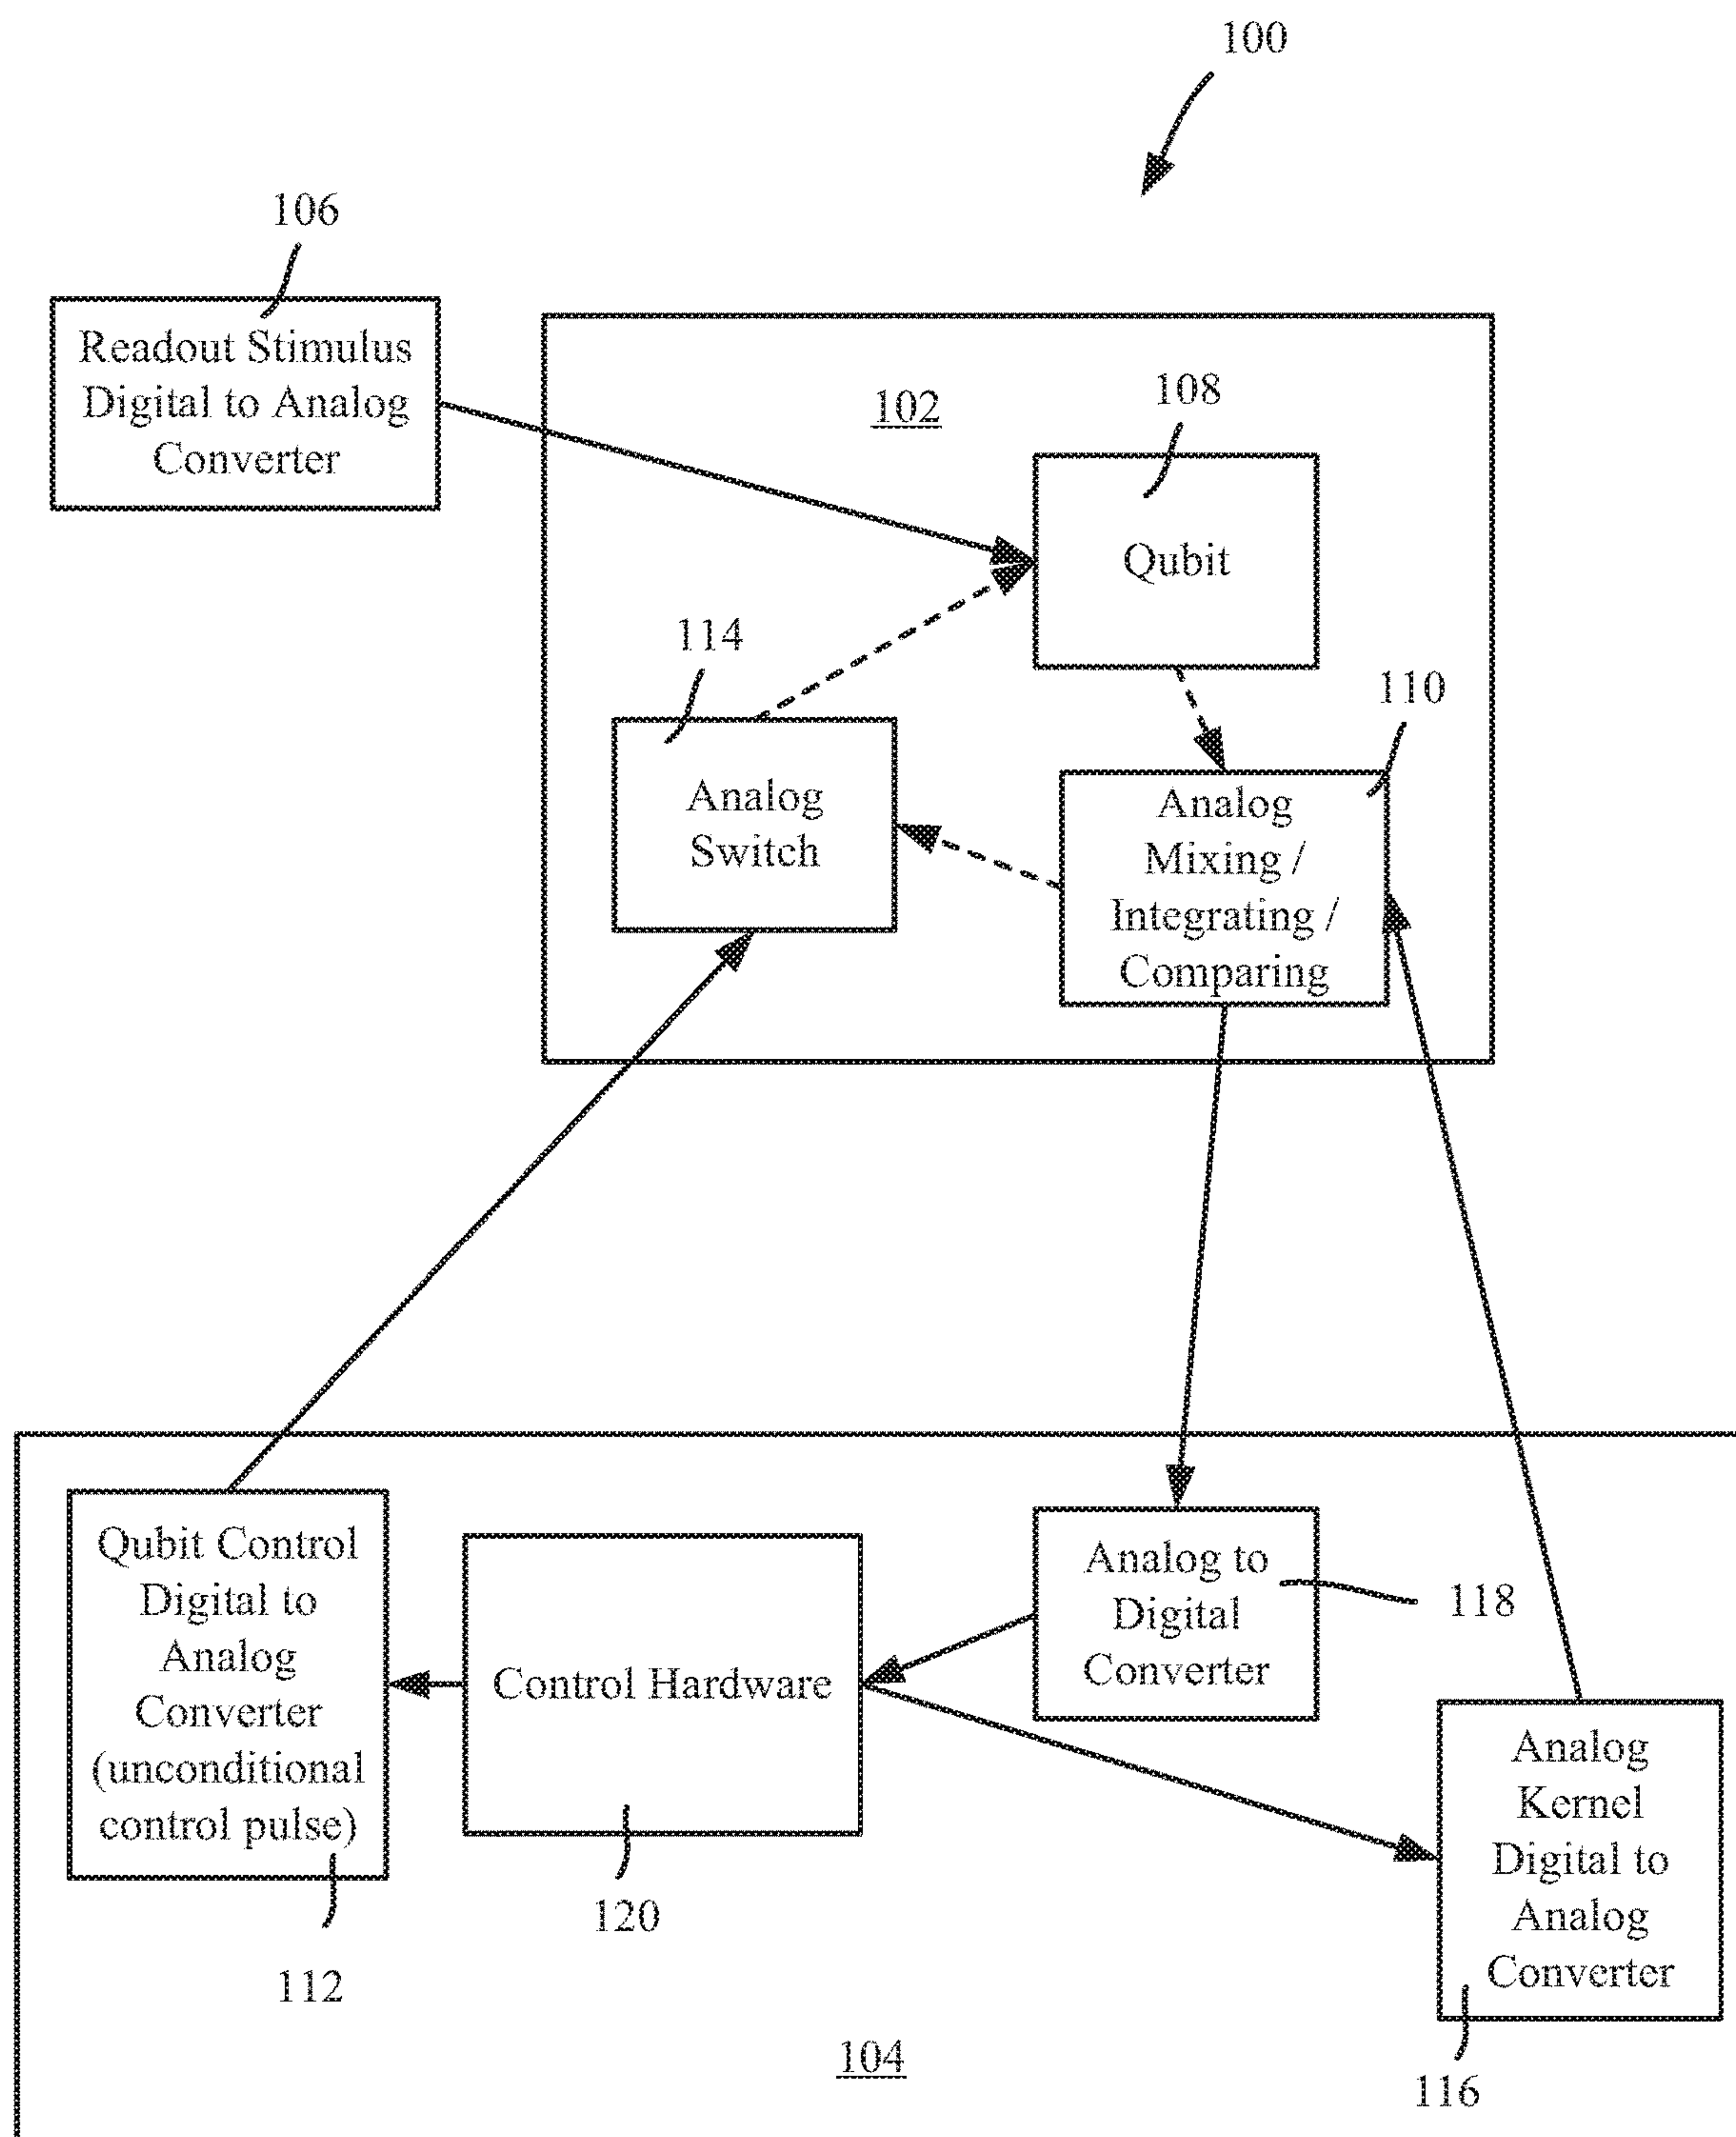 100
106
Readout Stimulus
Digital to Analog
Converter
102
108
Qubit
114
Analog
Switch
110
Analog
Mixing /
Integrating /
Comparing
Qubit Control
Digital to
Analog
Converter
(unconditional
control pulse)
112
Control Hardware
120
Analog to
Digital
Converter
118
Analog
Kernel
Digital to
Analog
Converter
116
104